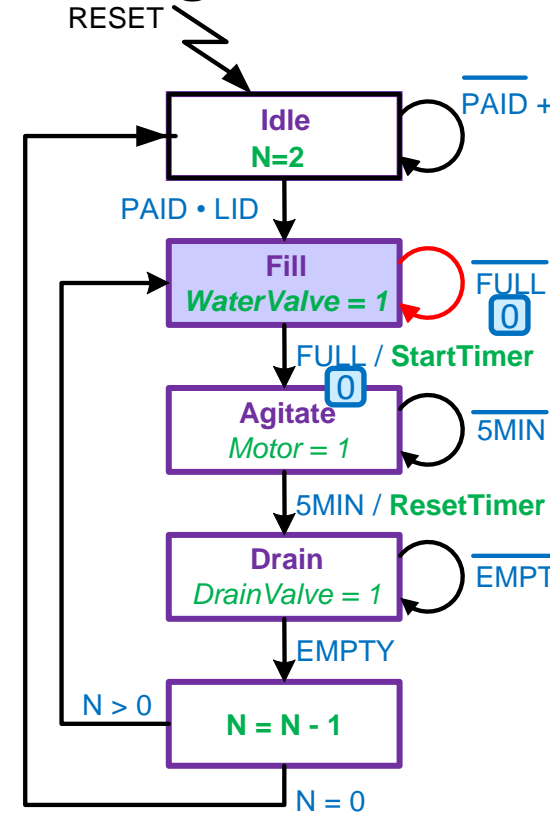 RESET
Idle
N=2
PAID +
PAID • LID
Fill
WaterValve = 1
FULL
0
FULL / StartTimer
0
Agitate
Motor = 1
5MIN
5MIN / ResetTimer
Drain
DrainValve = 1
EMPT
EMPTY
N > 0
N = N - 1
N = 0